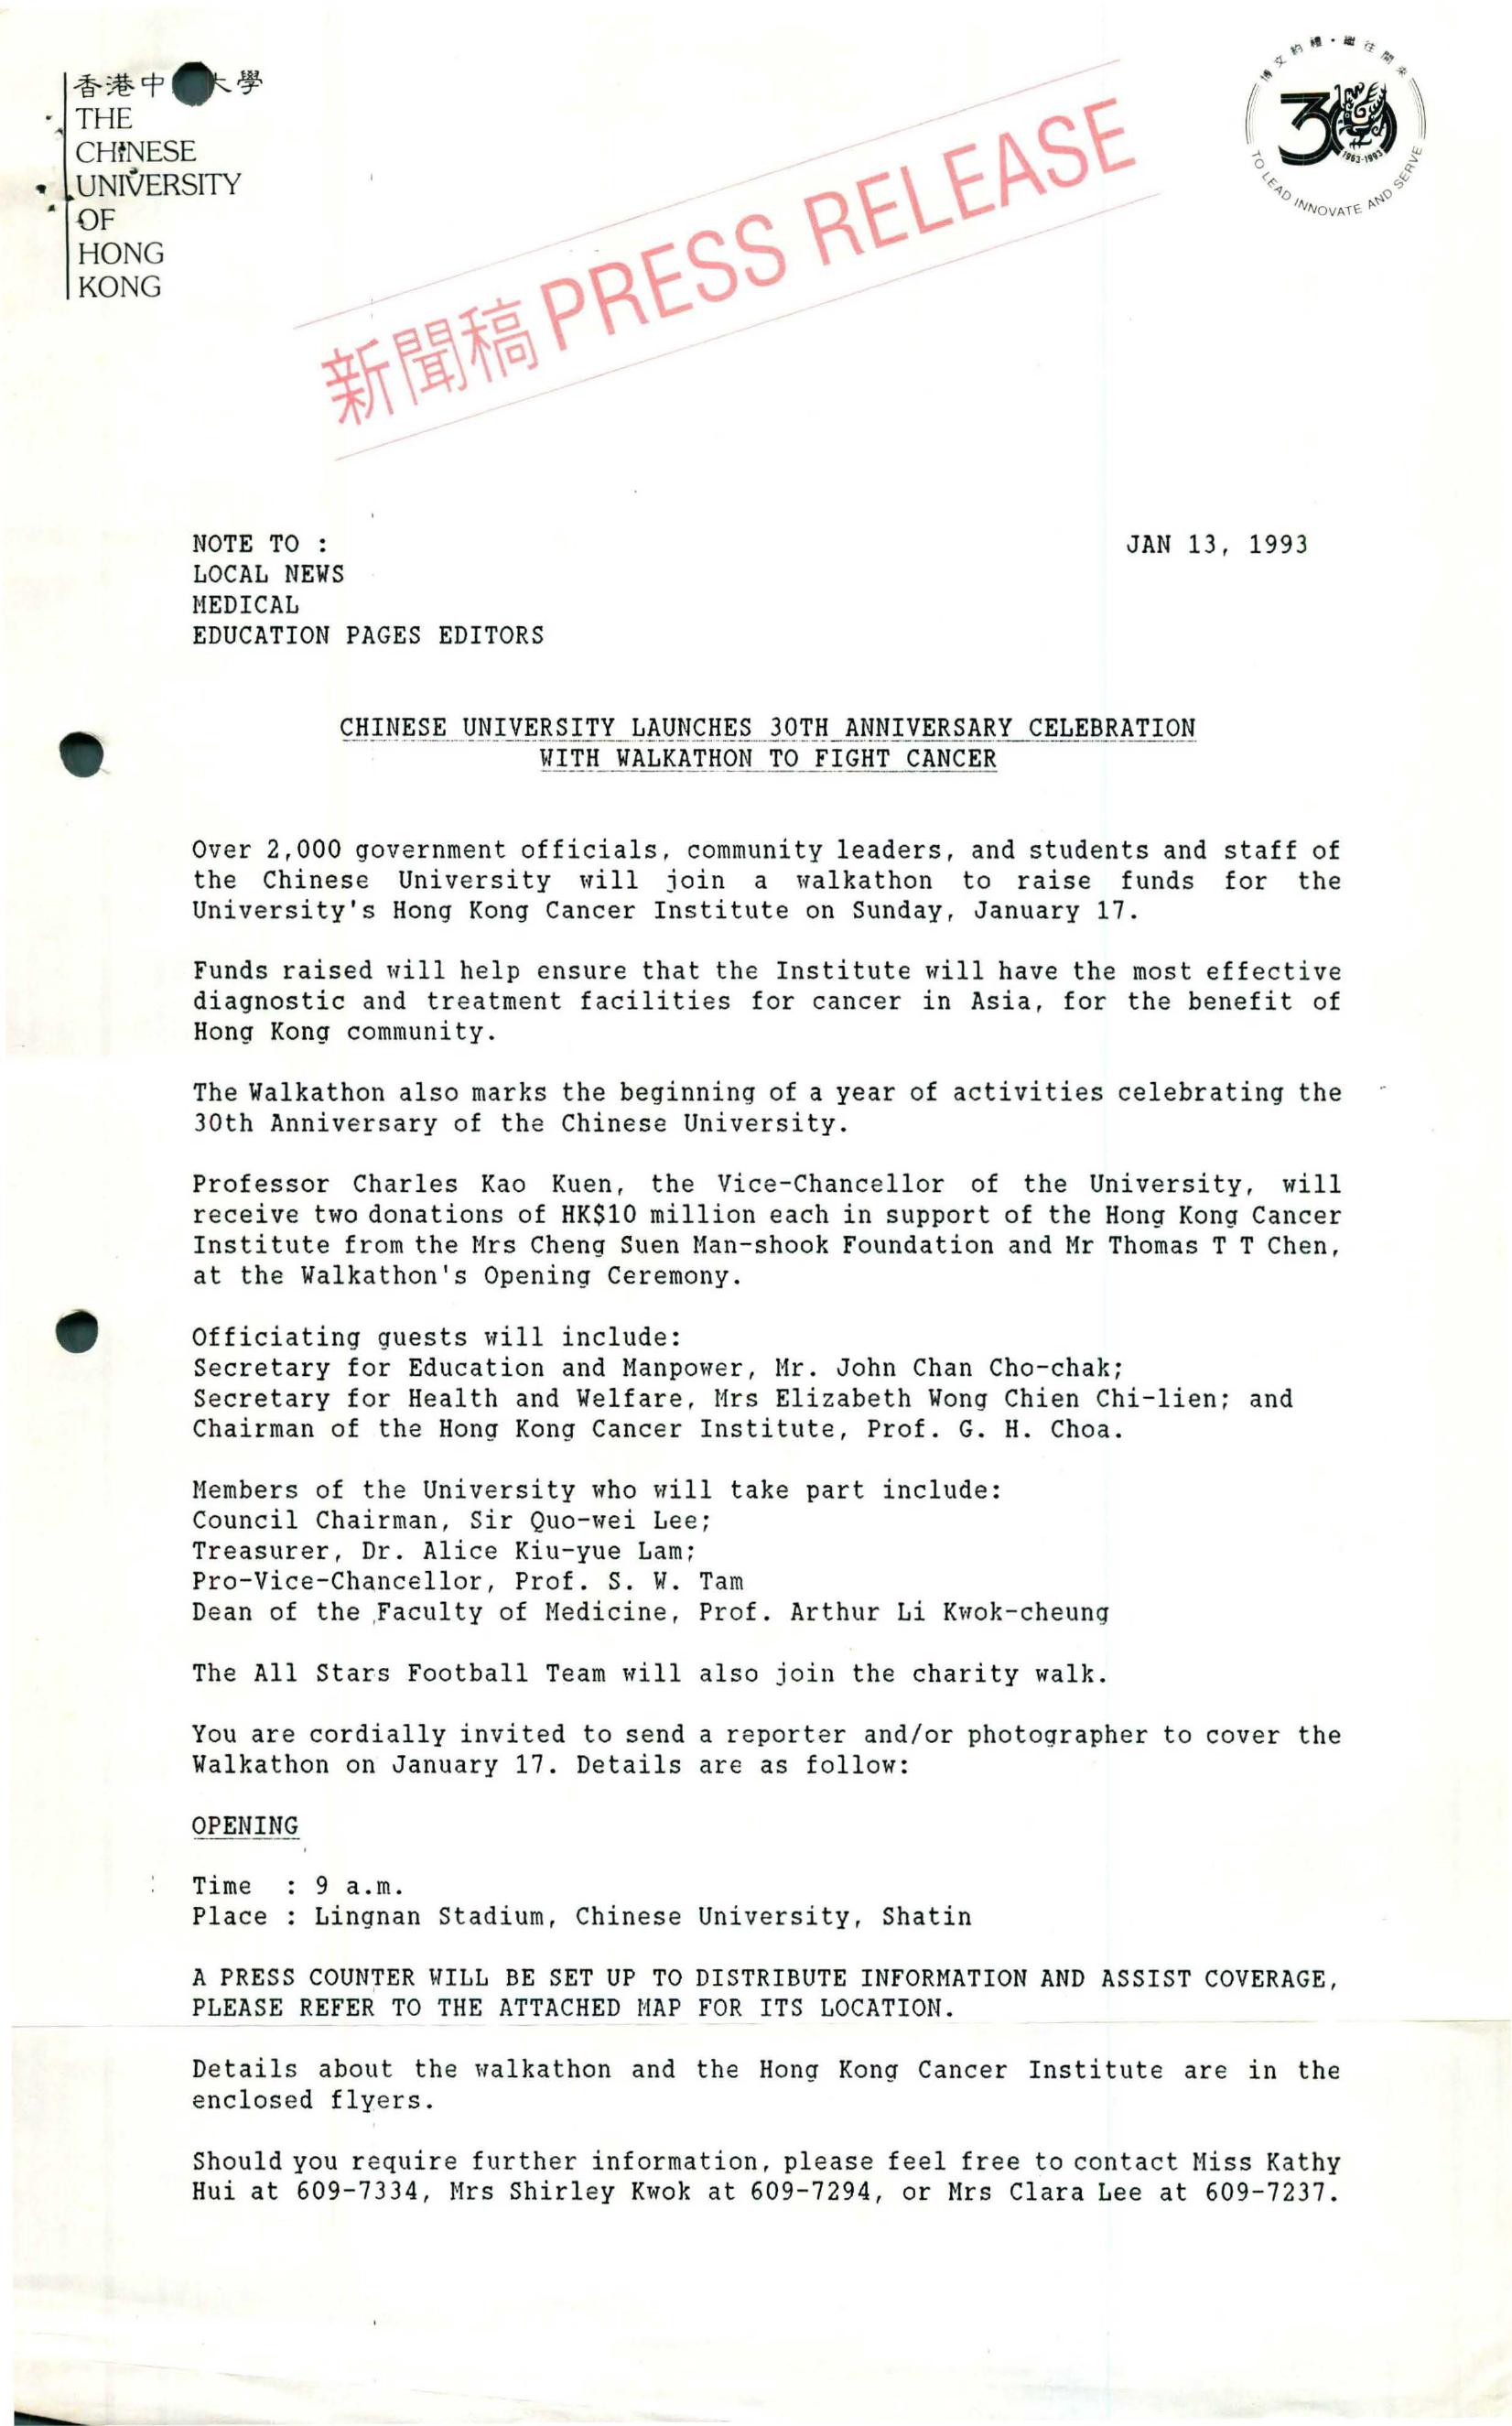 香港中大學
THE
CHINESE
UNIVERSITY
OF
HONG
KONG
博文約禮·繼往開來
30
1963-1993
TO LEAD INNOVATE AND SERVE
新聞稿 PRESS RELEASE
NOTE TO :
JAN 13, 1993
LOCAL NEWS
MEDICAL
EDUCATION PAGES EDITORS
CHINESE UNIVERSITY LAUNCHES 30TH ANNIVERSARY CELEBRATION
WITH WALKATHON TO FIGHT CANCER
Over 2,000 government officials, community leaders, and students and staff of
the Chinese University will join a walkathon to raise funds for the
University's Hong Kong Cancer Institute on Sunday, January 17.
Funds raised will help ensure that the Institute will have the most effective
diagnostic and treatment facilities for cancer in Asia, for the benefit of
Hong Kong community.
The Walkathon also marks the beginning of a year of activities celebrating the
30th Anniversary of the Chinese University.
Professor Charles Kao Kuen, the Vice-Chancellor of the University, will
receive two donations of HK$10 million each in support of the Hong Kong Cancer
Institute from the Mrs Cheng Suen Man-shook Foundation and Mr Thomas T T Chen,
at the Walkathon's Opening Ceremony.
Officiating guests will include:
Secretary for Education and Manpower, Mr. John Chan Cho-chak;
Secretary for Health and Welfare, Mrs Elizabeth Wong Chien Chi-lien; and
Chairman of the Hong Kong Cancer Institute, Prof. G. H. Choa.
Members of the University who will take part include:
Council Chairman, Sir Quo-wei Lee;
Treasurer, Dr. Alice Kiu-yue Lam;
Pro-Vice-Chancellor, Prof. S. W. Tam
Dean of the Faculty of Medicine, Prof. Arthur Li Kwok-cheung
The All Stars Football Team will also join the charity walk.
You are cordially invited to send a reporter and/or photographer to cover the
Walkathon on January 17. Details are as follow:
OPENING
Time : 9 a.m.
Place : Lingnan Stadium, Chinese University, Shatin
A PRESS COUNTER WILL BE SET UP TO DISTRIBUTE INFORMATION AND ASSIST COVERAGE,
PLEASE REFER TO THE ATTACHED MAP FOR ITS LOCATION.
Details about the walkathon and the Hong Kong Cancer Institute are in the
enclosed flyers.
Should you require further information, please feel free to contact Miss Kathy
Hui at 609-7334, Mrs Shirley Kwok at 609-7294, or Mrs Clara Lee at 609-7237.